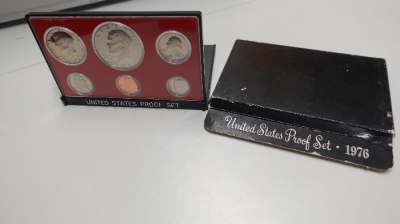 UNITED STATES PROOF SET
United States Proof Set · 1976